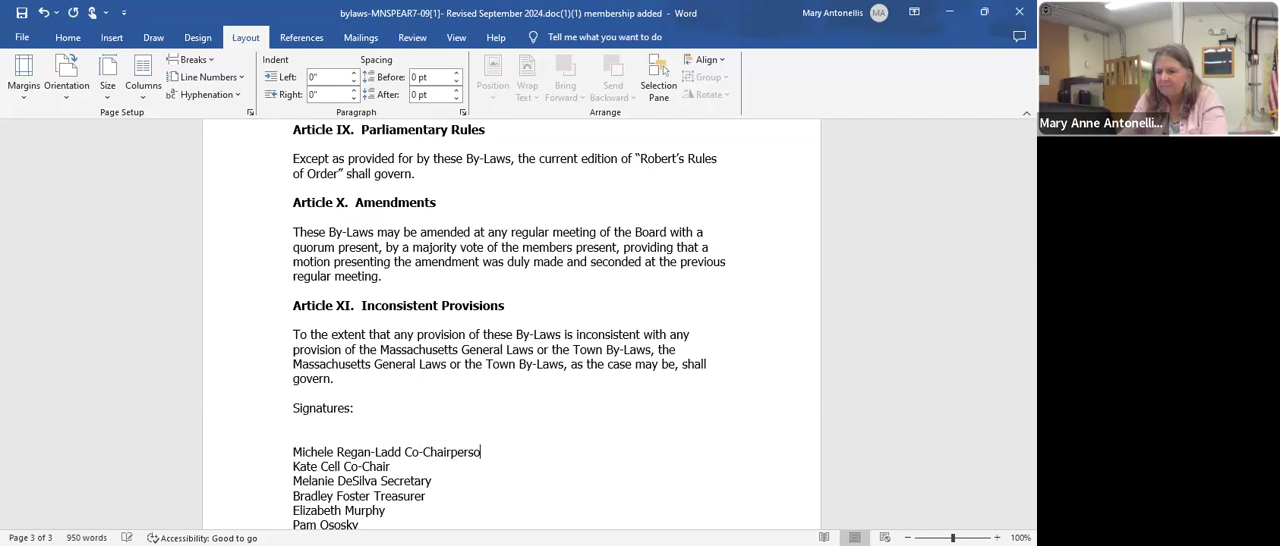 bylaws-MNSPEAR7-09[1]- Revised September 2024.doc(1)(1) membership added - Word
Mary Antonellis MA
File Home Insert Draw Design Layout References Mailings Review View Help Tell me what you want to do
Margins Orientation Size Columns
Breaks
Line Numbers
Hyphenation
Page Setup
Indent Spacing
Left: 0" Before: 0 pt
Right: 0" After: 0 pt
Paragraph
Position Wrap Text Bring Forward Send Backward Selection Pane
Align
Group
Rotate
Arrange
Mary Anne Antonelli...
Article IX. Parliamentary Rules
Except as provided for by these By-Laws, the current edition of “Robert’s Rules
of Order” shall govern.
Article X. Amendments
These By-Laws may be amended at any regular meeting of the Board with a
quorum present, by a majority vote of the members present, providing that a
motion presenting the amendment was duly made and seconded at the previous
regular meeting.
Article XI. Inconsistent Provisions
To the extent that any provision of these By-Laws is inconsistent with any
provision of the Massachusetts General Laws or the Town By-Laws, the
Massachusetts General Laws or the Town By-Laws, as the case may be, shall
govern.
Signatures:
Michele Regan-Ladd Co-Chairperso
Kate Cell Co-Chair
Melanie DeSilva Secretary
Bradley Foster Treasurer
Elizabeth Murphy
Pam Ososky
Page 3 of 3 950 words Accessibility: Good to go 100%